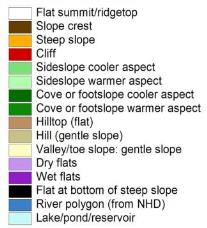 Flat summit/ridgetop
Slope crest
Steep slope
Cliff
Sideslope cooler aspect
Sideslope warmer aspect
Cove or footslope cooler aspect
Cove or footslope warmer aspect
Hilltop (flat)
Hill (gentle slope)
Valley/toe slope: gentle slope
Dry flats
Wet flats
Flat at bottom of steep slope
River polygon (from NHD)
Lake/pond/reservoir